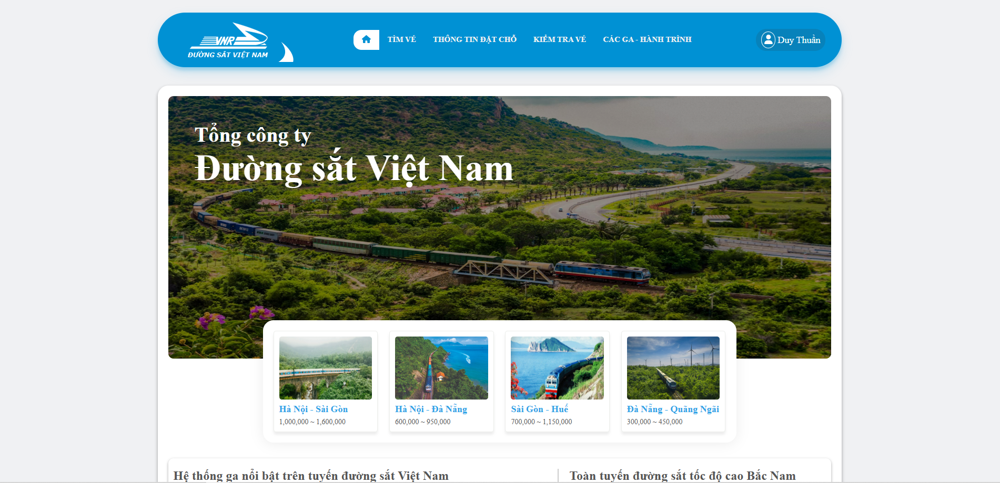 VNR
ĐƯỜNG SẮT VIỆT NAM
TÌM VÉ
THÔNG TIN ĐẶT CHỖ
KIỂM TRA VÉ
CÁC GA - HÀNH TRÌNH
Duy Thuần
Tổng công ty
Đường sắt Việt Nam
Hà Nội - Sài Gòn
1,000,000 ~ 1,600,000
Hà Nội - Đà Nẵng
600,000 ~ 950,000
Sài Gòn - Huế
700,000 ~ 1,150,000
Đà Nẵng - Quãng Ngãi
300,000 ~ 450,000
Hệ thống ga nổi bật trên tuyến đường sắt Việt Nam
Toàn tuyến đường sắt tốc độ cao Bắc Nam